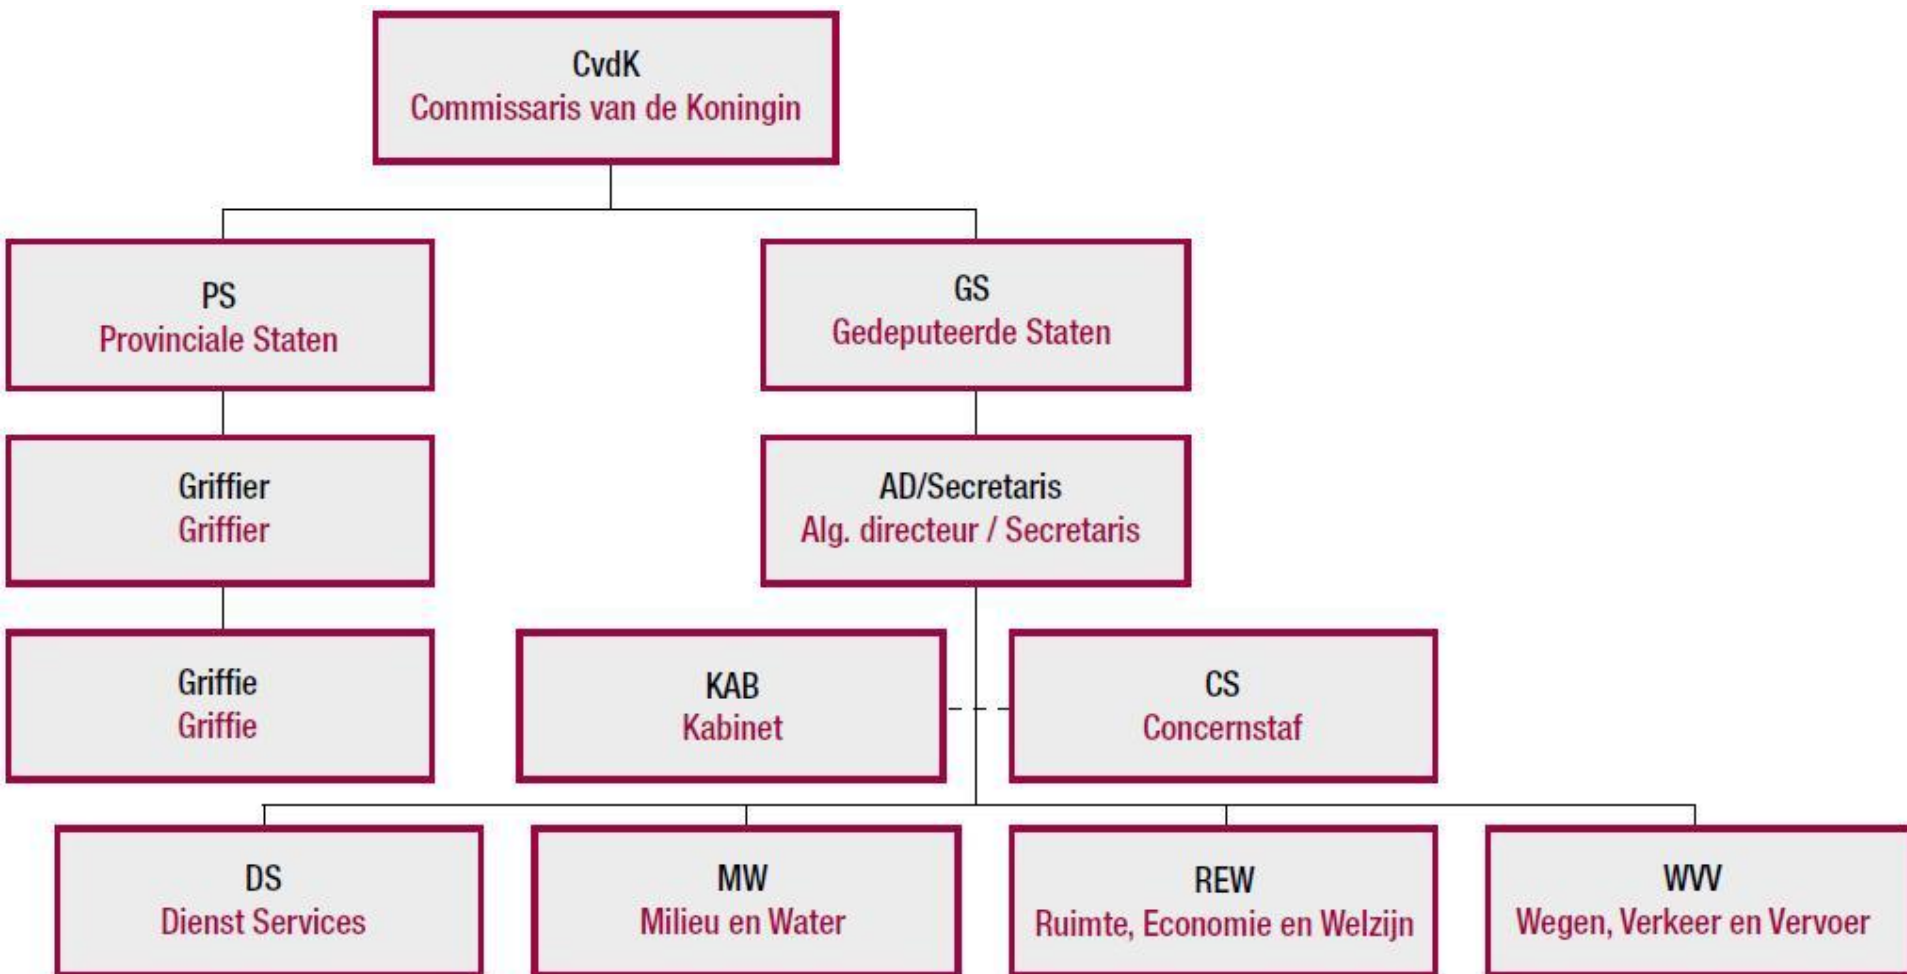 CvdK
Commissaris van de Koningin
PS
Provinciale Staten
GS
Gedeputeerde Staten
Griffier
Griffier
AD/Secretaris
Alg. directeur / Secretaris
Griffie
Griffie
KAB
Kabinet
CS
Concernstaf
DS
Dienst Services
MW
Milieu en Water
REW
Ruimte, Economie en Welzijn
WVV
Wegen, Verkeer en Vervoer